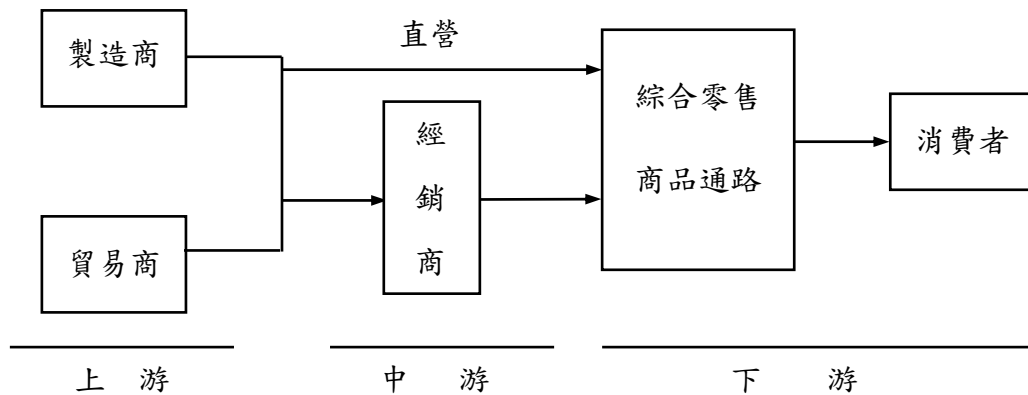 製造商
直營
綜合零售
商品通路
經
銷
商
消費者
貿易商
上 游
中 游
下 游